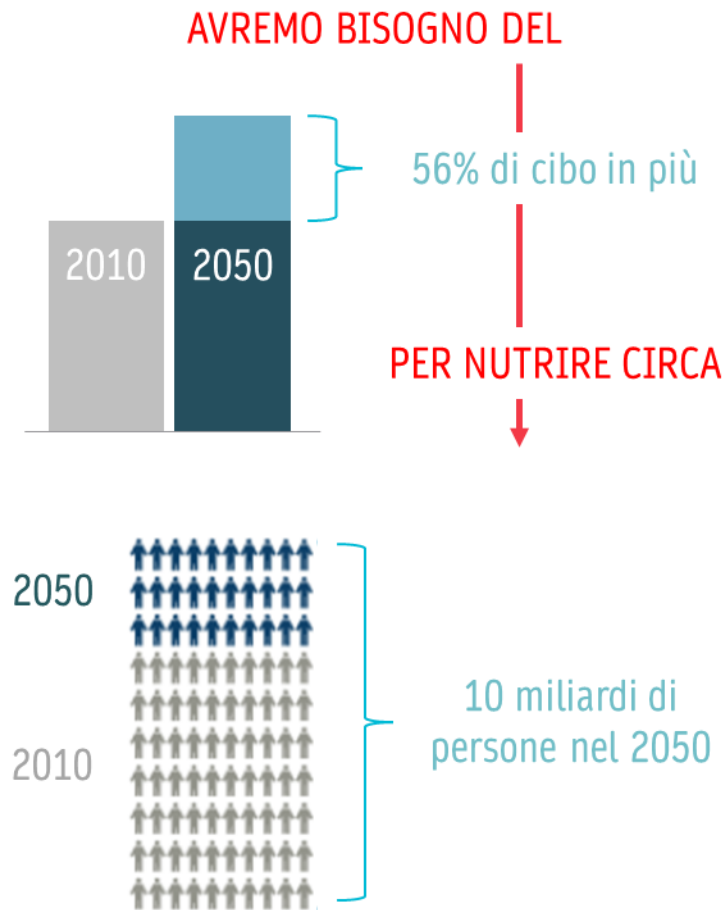 AVREMO BISOGNO DEL
56% di cibo in più
2010
2050
PER NUTRIRE CIRCA
2050
2010
10 miliardi di
persone nel 2050